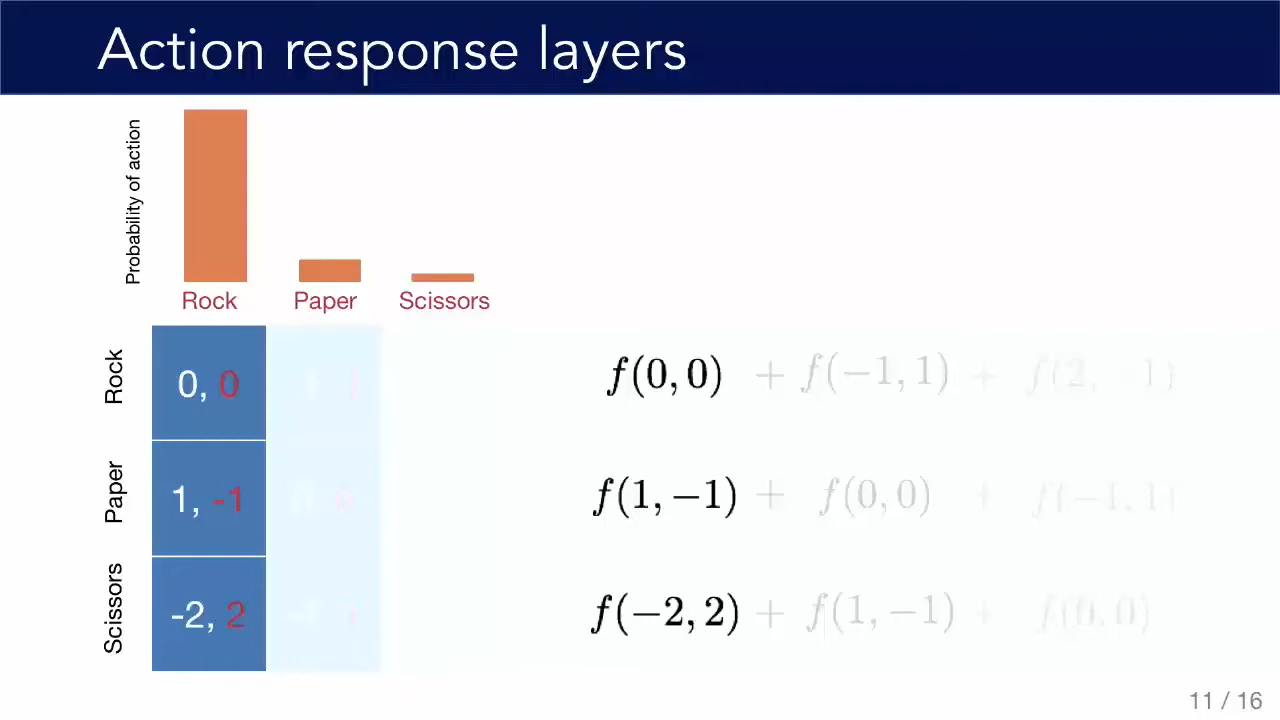 Action response layers
Probability of action
Rock Paper Scissors
Rock
0, 0
f(0, 0) + f(−1, 1) + f(2, −1)
Paper
1, -1
f(1, −1) + f(0, 0) + f(−1, 1)
Scissors
-2, 2
f(−2, 2) + f(1, −1) + f(0, 0)
11 / 16